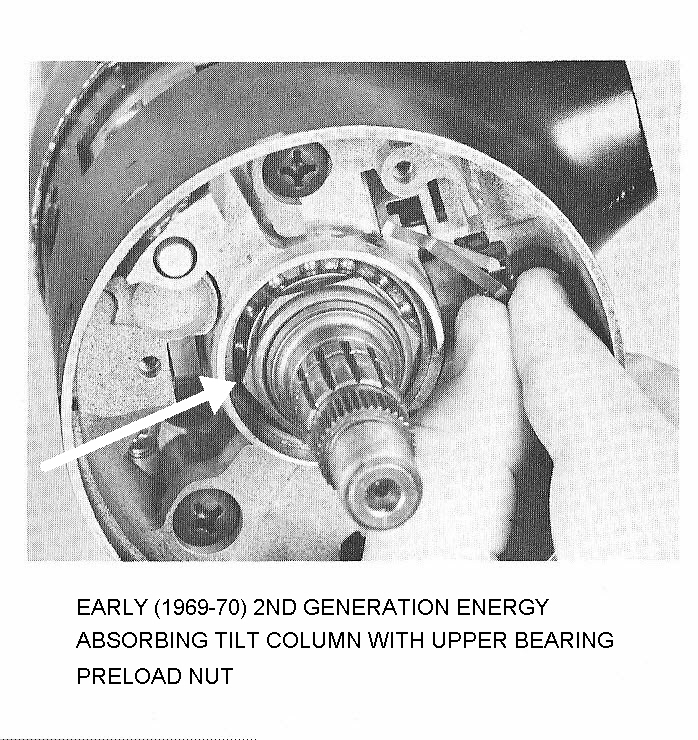 EARLY (1969-70) 2ND GENERATION ENERGY
ABSORBING TILT COLUMN WITH UPPER BEARING
PRELOAD NUT